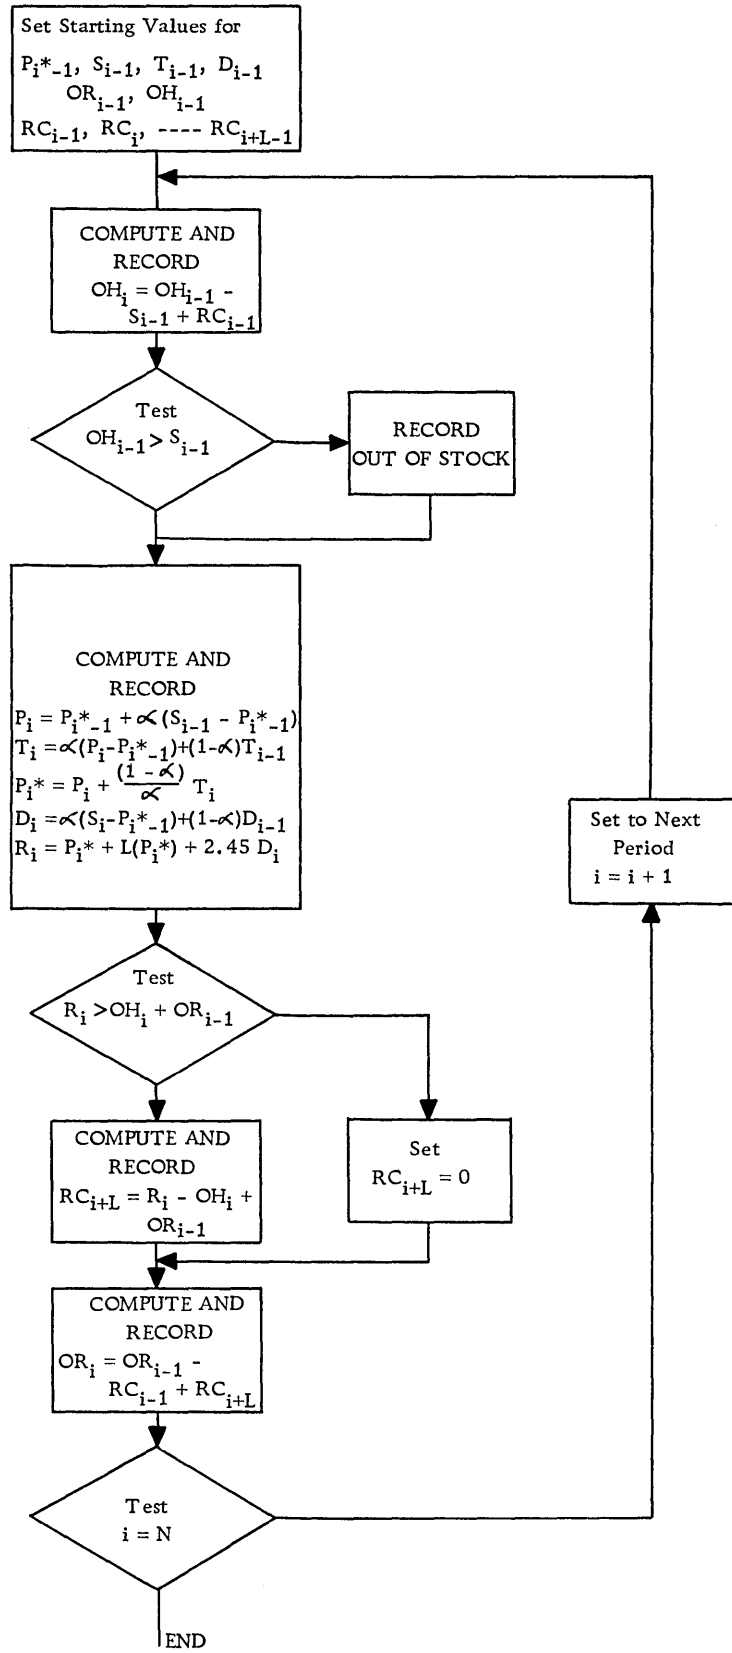 Set Starting Values for
Pᵢ*₋₁, Sᵢ₋₁, Tᵢ₋₁, Dᵢ₋₁
ORᵢ₋₁, OHᵢ₋₁
RCᵢ₋₁, RCᵢ, ---- RCᵢ₊L₋₁
COMPUTE AND
RECORD
OHᵢ = OHᵢ₋₁ -
Sᵢ₋₁ + RCᵢ₋₁
Test
OHᵢ₋₁ > Sᵢ₋₁
RECORD
OUT OF STOCK
COMPUTE AND
RECORD
Pᵢ = Pᵢ*₋₁ + α(Sᵢ₋₁ - Pᵢ*₋₁)
Tᵢ = α(Pᵢ-Pᵢ*₋₁)+(1-α)Tᵢ₋₁
Pᵢ* = Pᵢ + (1 - α)/α Tᵢ
Dᵢ = α(Sᵢ-Pᵢ*₋₁)+(1-α)Dᵢ₋₁
Rᵢ = Pᵢ* + L(Pᵢ*) + 2.45 Dᵢ
Set to Next
Period
i = i + 1
Test
Rᵢ > OHᵢ + ORᵢ₋₁
COMPUTE AND
RECORD
RCᵢ₊L = Rᵢ - OHᵢ +
ORᵢ₋₁
Set
RCᵢ₊L = 0
COMPUTE AND
RECORD
ORᵢ = ORᵢ₋₁ -
RCᵢ₋₁ + RCᵢ₊L
Test
i = N
END